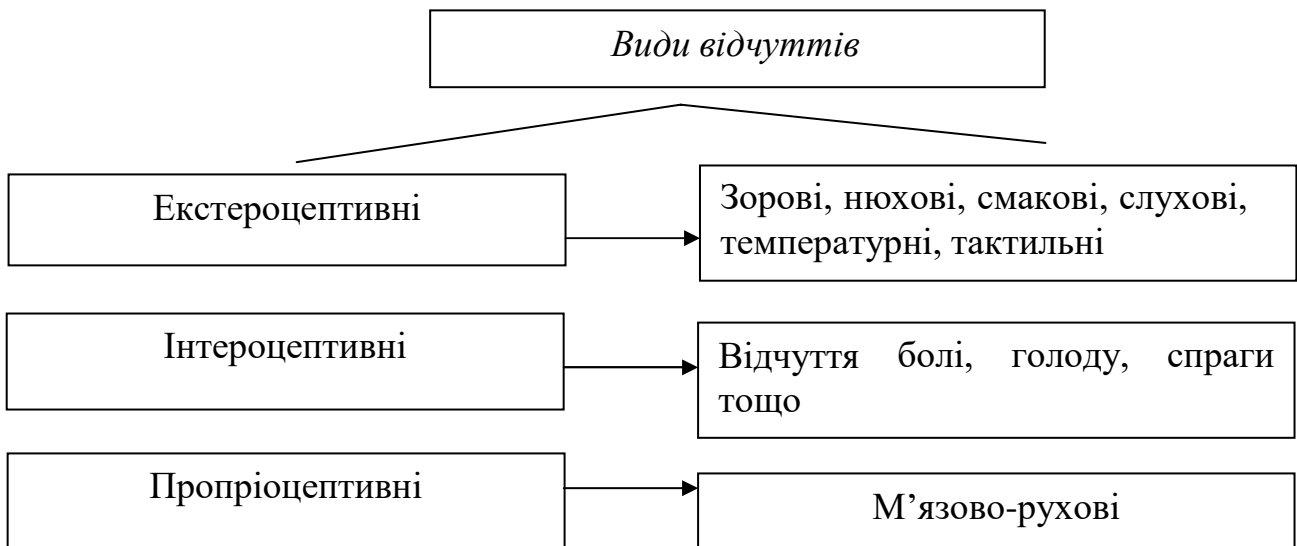 Види відчуттів
Екстероцептивні
Зорові, нюхові, смакові, слухові,
температурні, тактильні
Інтероцептивні
Відчуття болі, голоду, спраги
тощо
Пропріоцептивні
М’язово-рухові